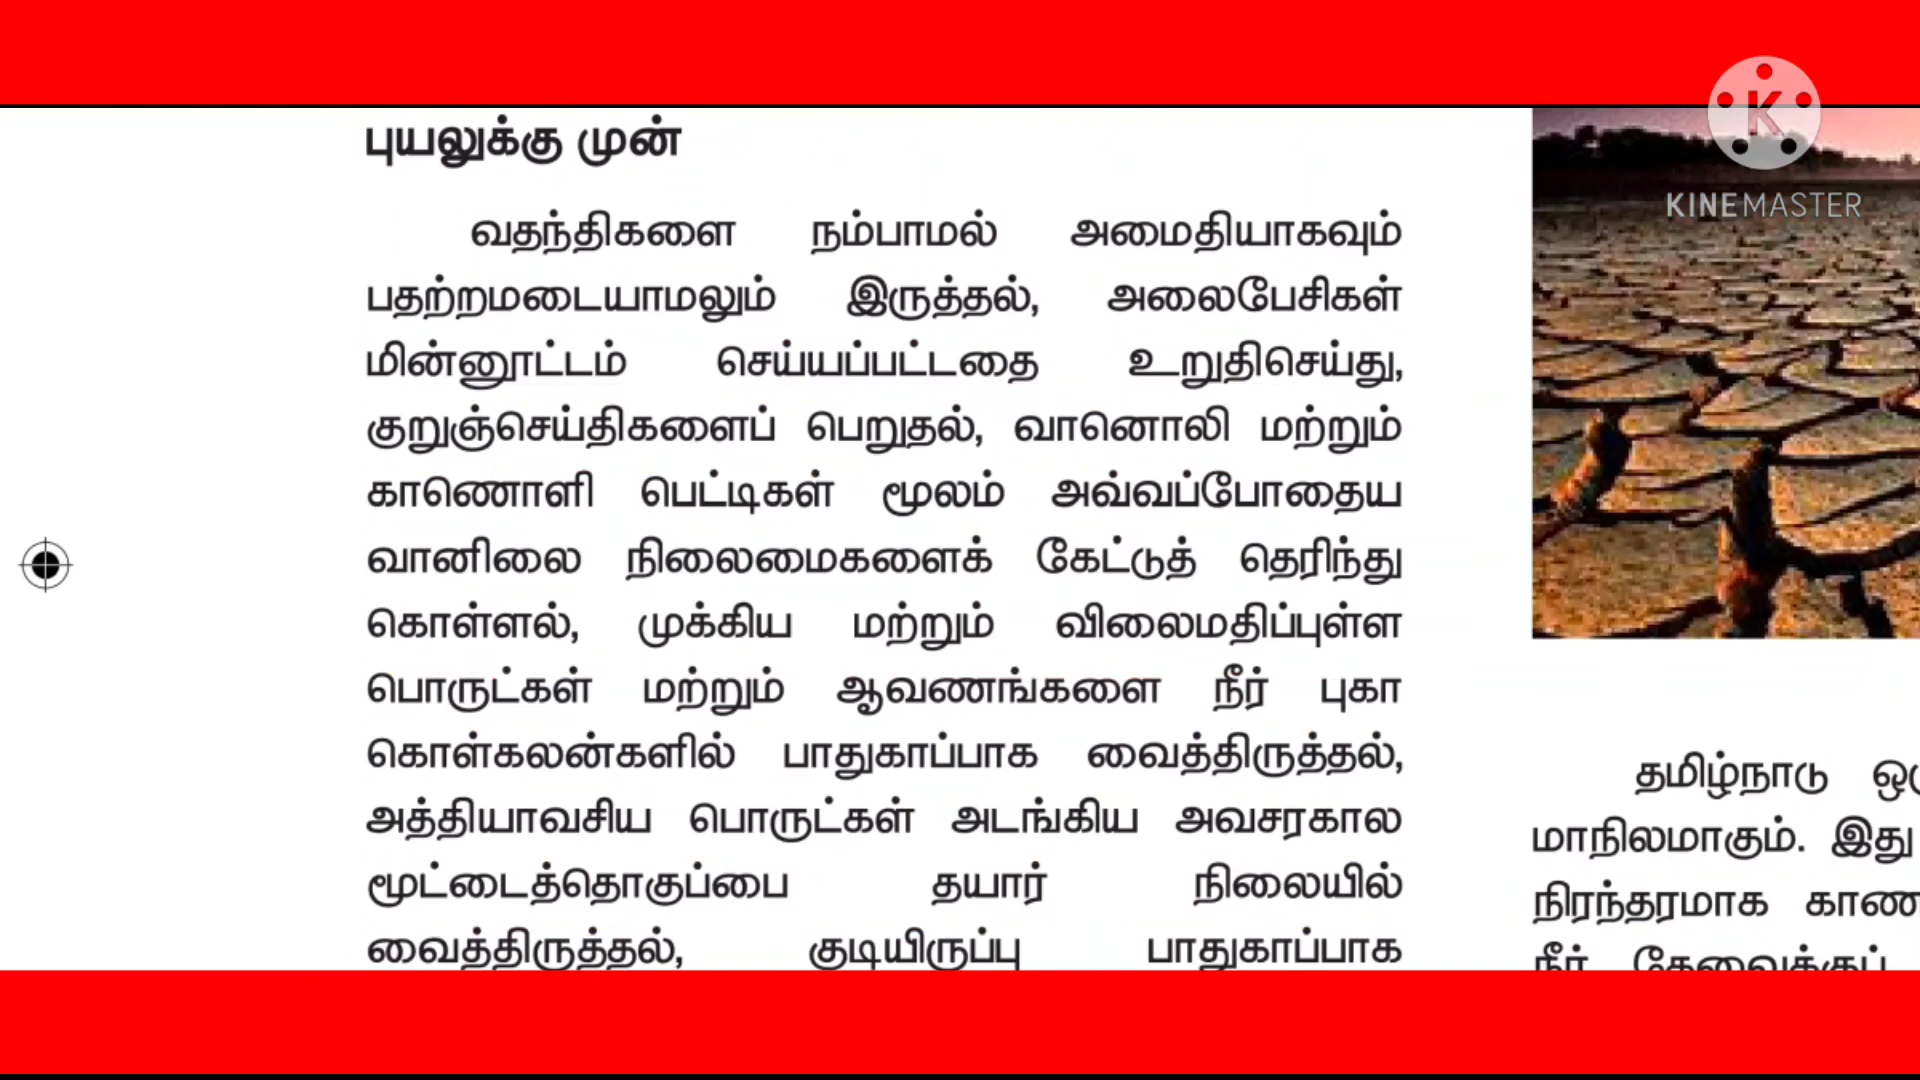 புயலுக்கு முன்
வதந்திகளை நம்பாமல் அமைதியாகவும்
பதற்றமடையாமலும் இருத்தல், அலைபேசிகள்
மின்னூட்டம் செய்யப்பட்டதை உறுதிசெய்து,
குறுஞ்செய்திகளைப் பெறுதல், வானொலி மற்றும்
காணொளி பெட்டிகள் மூலம் அவ்வப்போதைய
வானிலை நிலைமைகளைக் கேட்டுத் தெரிந்து
கொள்ளல், முக்கிய மற்றும் விலைமதிப்புள்ள
பொருட்கள் மற்றும் ஆவணங்களை நீர் புகா
கொள்கலன்களில் பாதுகாப்பாக வைத்திருத்தல்,
அத்தியாவசிய பொருட்கள் அடங்கிய அவசரகால
மூட்டைத்தொகுப்பை தயார் நிலையில்
வைத்திருத்தல், குடியிருப்பு பாதுகாப்பாக
K
KINEMASTER
தமிழ்நாடு
மாநிலமாகும். இது
நிரந்தரமாக
நீர்